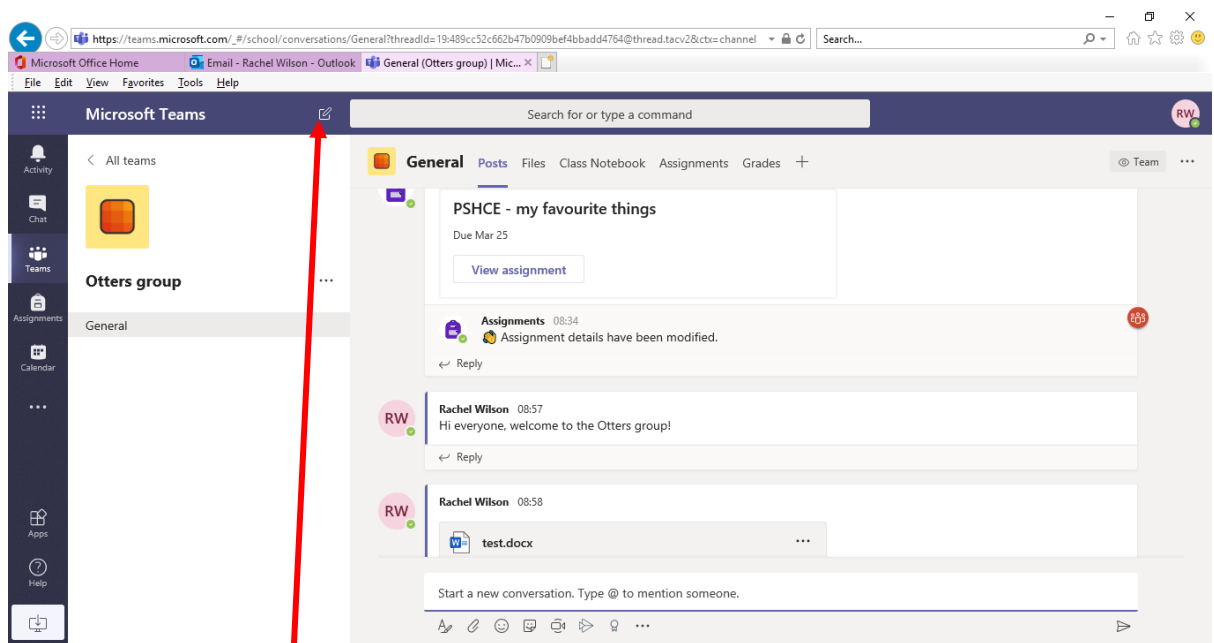 https://teams.microsoft.com/_#/school/conversations/General?threadId=19:489cc52c662b47b0909bef4bbadd4764@thread.tacv2&ctx=channel
Search...
Microsoft Office Home
Email - Rachel Wilson - Outlook
General (Otters group) | Mic...
File Edit View Favorites Tools Help
Microsoft Teams
Search for or type a command
RW
Activity
Chat
Teams
Assignments
Calendar
Apps
Help
All teams
Otters group
General
General Posts Files Class Notebook Assignments Grades
Team
PSHCE - my favourite things
Due Mar 25
View assignment
Assignments 08:34
Assignment details have been modified.
Reply
RW
Rachel Wilson 08:57
Hi everyone, welcome to the Otters group!
Reply
RW
Rachel Wilson 08:58
test.docx
Start a new conversation. Type @ to mention someone.